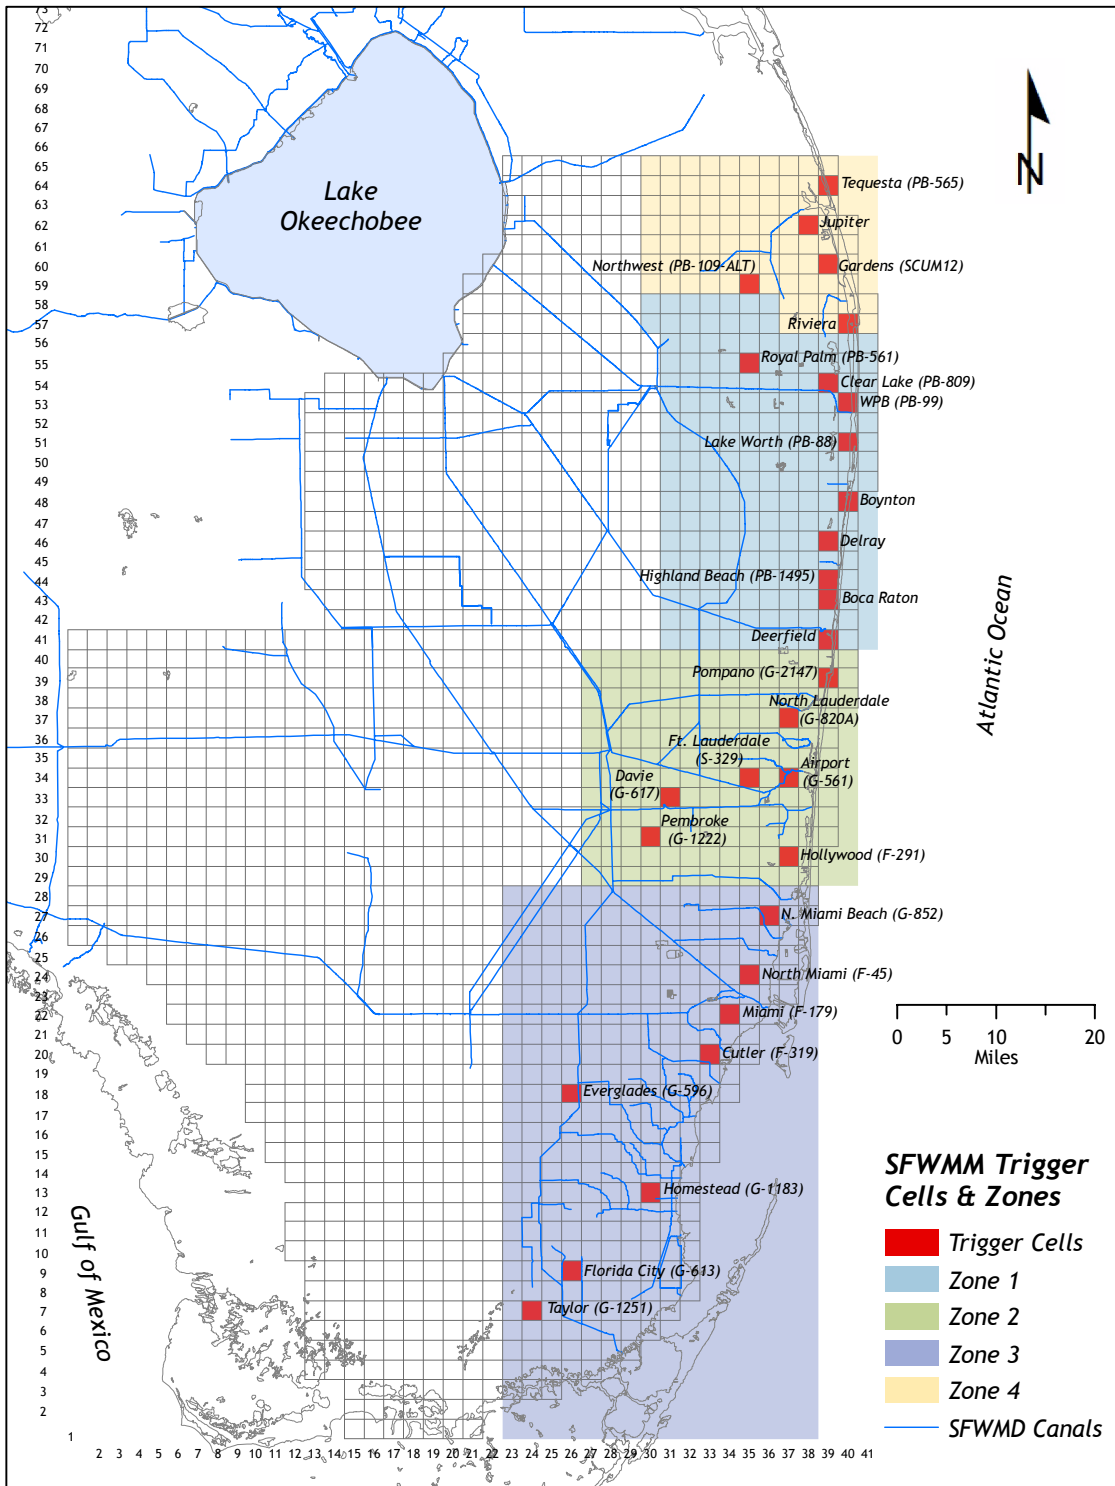 73
72
71
70
69
68
67
66
65
64
63
62
61
60
59
58
57
56
55
54
53
52
51
50
49
48
47
46
45
44
43
42
41
40
39
38
37
36
35
34
33
32
31
30
29
28
27
26
25
24
23
22
21
20
19
18
17
16
15
14
13
12
11
10
9
8
7
6
5
4
3
2
1
2 3 4 5 6 7 8 9 10 11 12 13 14 15 16 17 18 19 20 21 22 23 24 25 26 27 28 29 30 31 32 33 34 35 36 37 38 39 40 41
Lake
Okeechobee
N
Tequesta (PB-565)
Jupiter
Northwest (PB-109-ALT)
Gardens (SCUM12)
Riviera
Royal Palm (PB-561)
Clear Lake (PB-809)
WPB (PB-99)
Lake Worth (PB-88)
Boynton
Delray
Highland Beach (PB-1495)
Boca Raton
Deerfield
Pompano (G-2147)
North Lauderdale
(G-820A)
Ft. Lauderdale
(S-329)
Airport
(G-561)
Davie
(G-617)
Pembroke
(G-1222)
Hollywood (F-291)
N. Miami Beach (G-852)
North Miami (F-45)
Miami (F-179)
Cutler (F-319)
Everglades (G-596)
Homestead (G-1183)
Florida City (G-613)
Taylor (G-1251)
Atlantic Ocean
Gulf of Mexico
0 5 10 20
Miles
SFWMM Trigger
Cells & Zones
Trigger Cells
Zone 1
Zone 2
Zone 3
Zone 4
SFWMD Canals